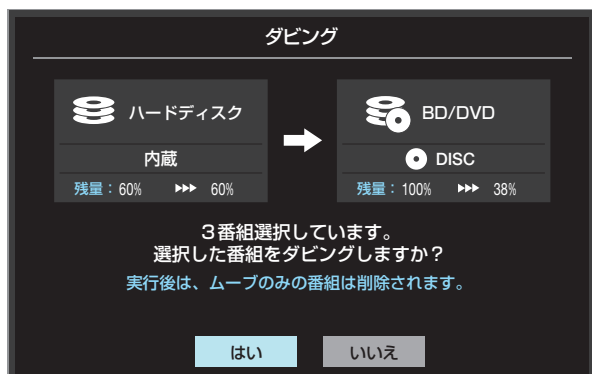 ダビング
ハードディスク
内蔵
残量：60% ▸▸▸ 60%
BD/DVD
DISC
残量：100% ▸▸▸ 38%
３番組選択しています。
選択した番組をダビングしますか？
実行後は、ムーブのみの番組は削除されます。
はい
いいえ